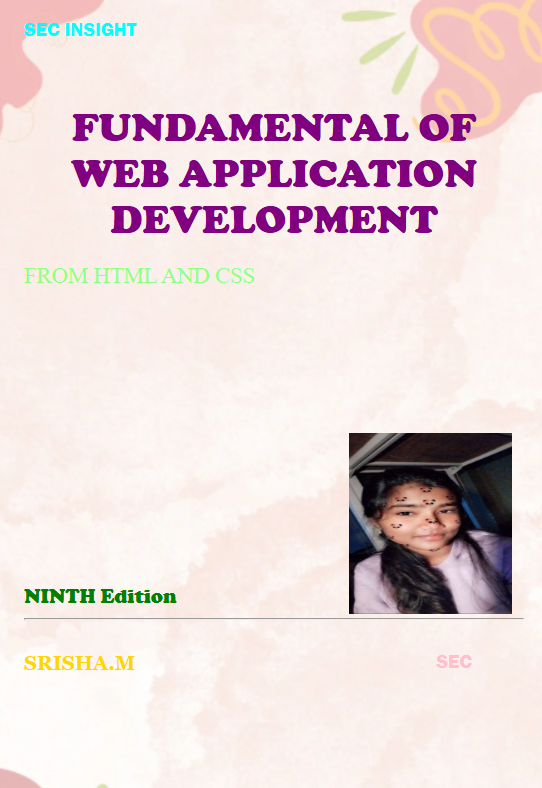 SEC INSIGHT
FUNDAMENTAL OF
WEB APPLICATION
DEVELOPMENT
FROM HTML AND CSS
NINTH Edition
SRISHA.M
SEC